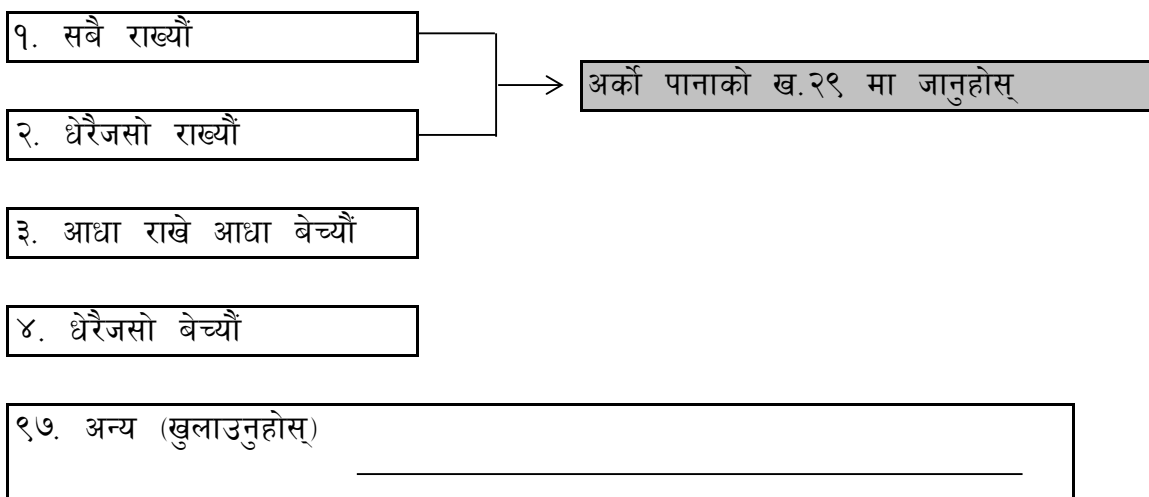 १. सबै राख्यौं
अर्को पानाको ख.२९ मा जानुहोस्
२. धेरैजसो राख्यौं
३. आधा राखे आधा बेच्यौं
४. धेरैजसो बेच्यौं
९७. अन्य (खुलाउनुहोस्)